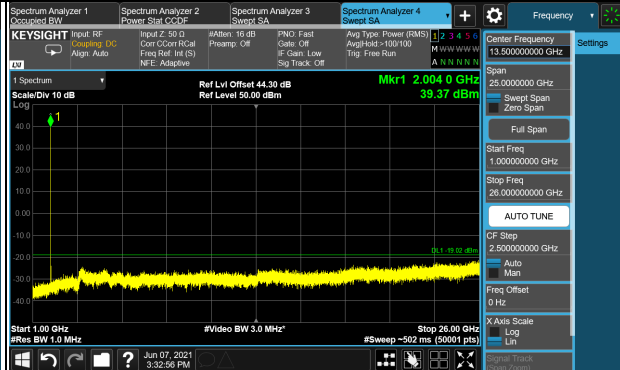 Spectrum Analyzer 1
Occupied BW
Spectrum Analyzer 2
Power Stat CCDF
Spectrum Analyzer 3
Swept SA
Spectrum Analyzer 4
Swept SA
Frequency
KEYSIGHT
Input: RF
Coupling: DC
Align: Auto
Input Z: 50 Ω
Corr CCorr RCal
Freq Ref: Int (S)
NFE: Adaptive
#Atten: 16 dB
Preamp: Off
PNO: Fast
Gate: Off
IF Gain: Low
Sig Track: Off
Avg Type: Power (RMS)
Avg|Hold:>100/100
Trig: Free Run
1 2 3 4 5 6
M W W W W W
A N N N N N
LXI
1 Spectrum
Scale/Div 10 dB
Log
Ref Lvl Offset 44.30 dB
Ref Level 50.00 dBm
Mkr1 2.004 0 GHz
39.37 dBm
1
40.0
30.0
20.0
10.0
0.00
-10.0
-20.0
-30.0
-40.0
DL1 -19.02 dBm
Start 1.00 GHz
#Res BW 1.0 MHz
#Video BW 3.0 MHz*
Stop 26.00 GHz
#Sweep ~502 ms (50001 pts)
Jun 07, 2021
3:32:56 PM
Center Frequency
13.500000000 GHz
Settings
Span
25.0000000 GHz
Swept Span
Zero Span
Full Span
Start Freq
1.000000000 GHz
Stop Freq
26.000000000 GHz
AUTO TUNE
CF Step
2.500000000 GHz
Auto
Man
Freq Offset
0 Hz
X Axis Scale
Log
Lin
Signal Track
(Span Zoom)